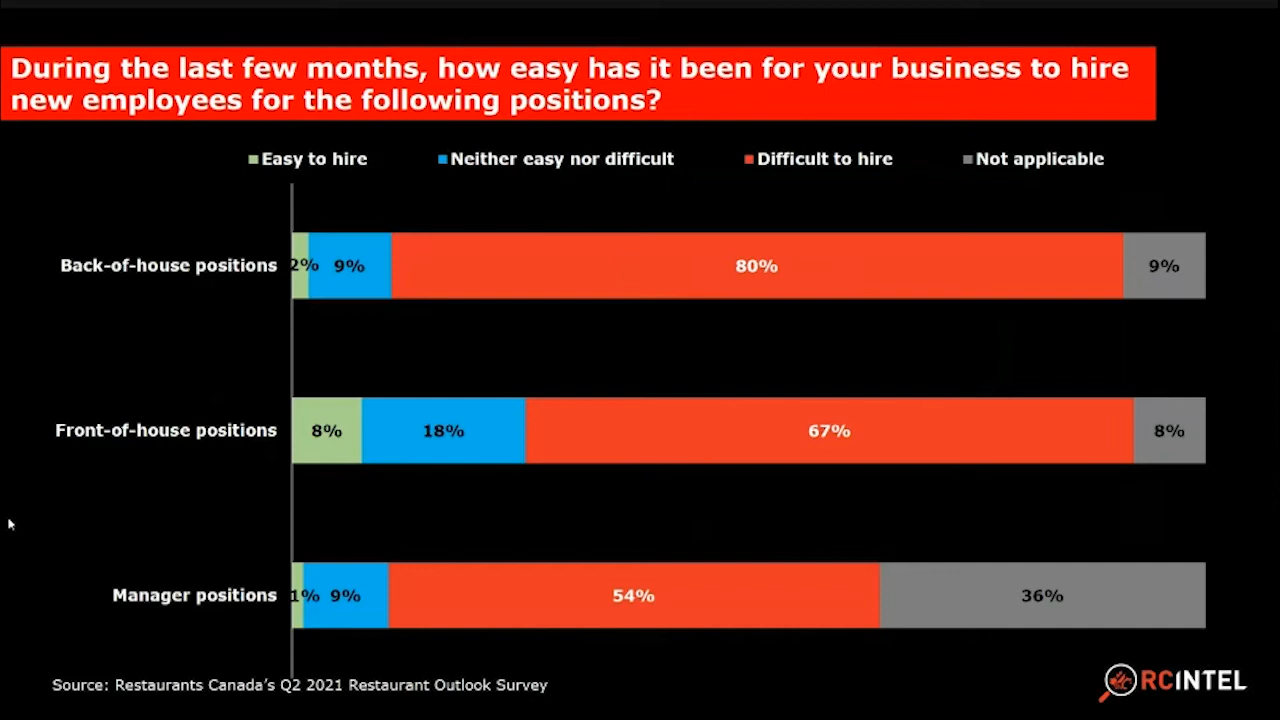 During the last few months, how easy has it been for your business to hire
new employees for the following positions?
Easy to hire Neither easy nor difficult Difficult to hire Not applicable
Back-of-house positions 2% 9% 80% 9%
Front-of-house positions 8% 18% 67% 8%
Manager positions 1% 9% 54% 36%
Source: Restaurants Canada’s Q2 2021 Restaurant Outlook Survey
RCINTEL